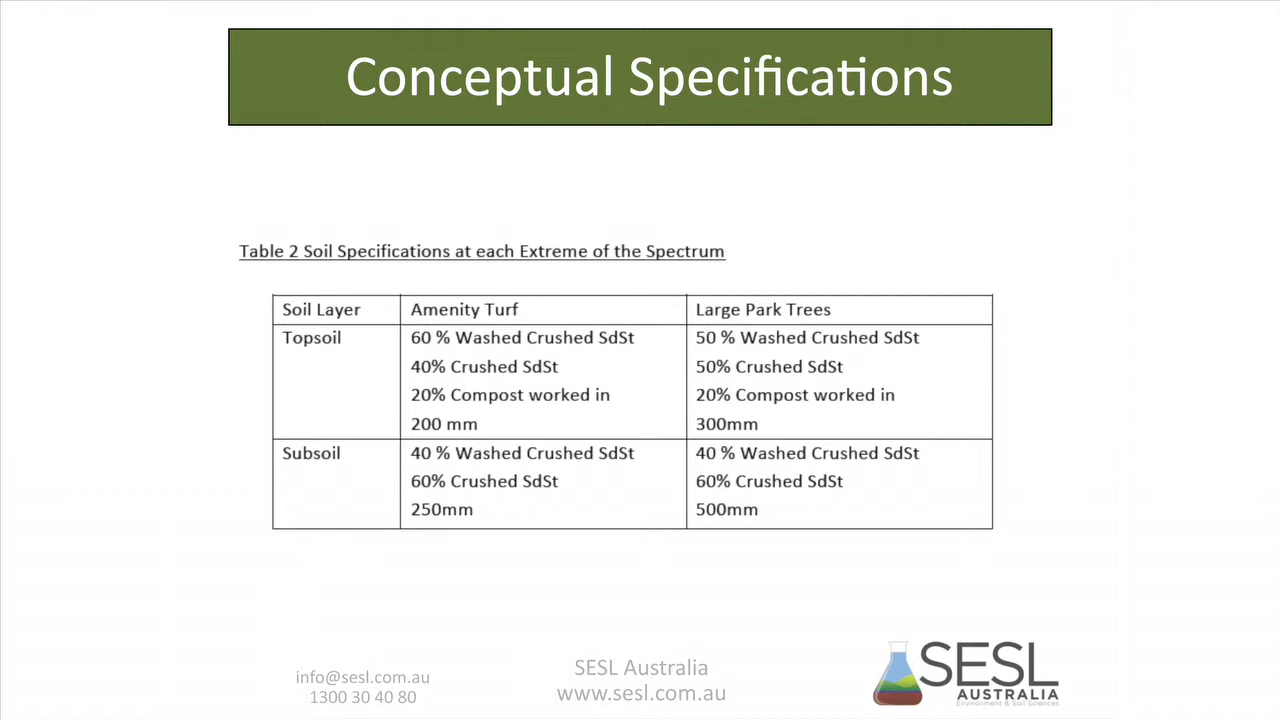 Conceptual Specifications
Table 2 Soil Specifications at each Extreme of the Spectrum
Soil Layer Amenity Turf Large Park Trees
Topsoil 60 % Washed Crushed SdSt 50 % Washed Crushed SdSt
40% Crushed SdSt 50% Crushed SdSt
20% Compost worked in 20% Compost worked in
200 mm 300mm
Subsoil 40 % Washed Crushed SdSt 40 % Washed Crushed SdSt
60% Crushed SdSt 60% Crushed SdSt
250mm 500mm
info@sesl.com.au
1300 30 40 80
SESL Australia
www.sesl.com.au
SESL
AUSTRALIA
Environment & Soil Sciences